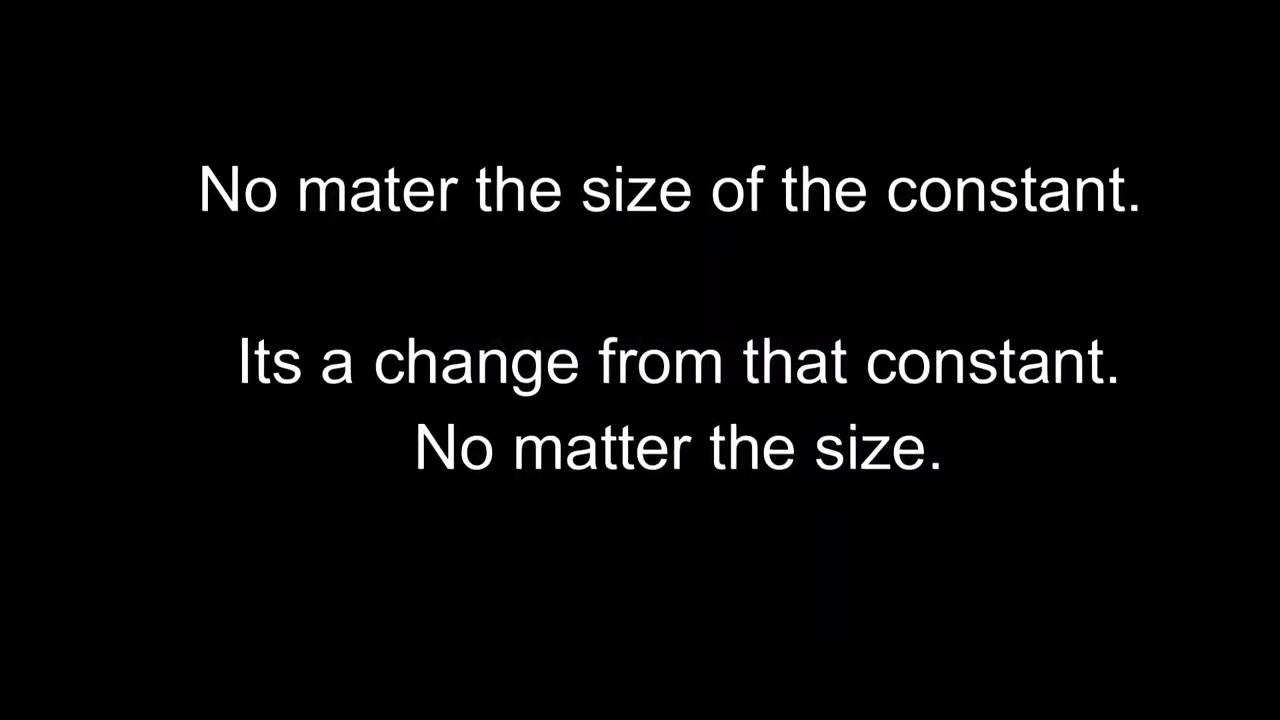 No mater the size of the constant.
Its a change from that constant.
No matter the size.